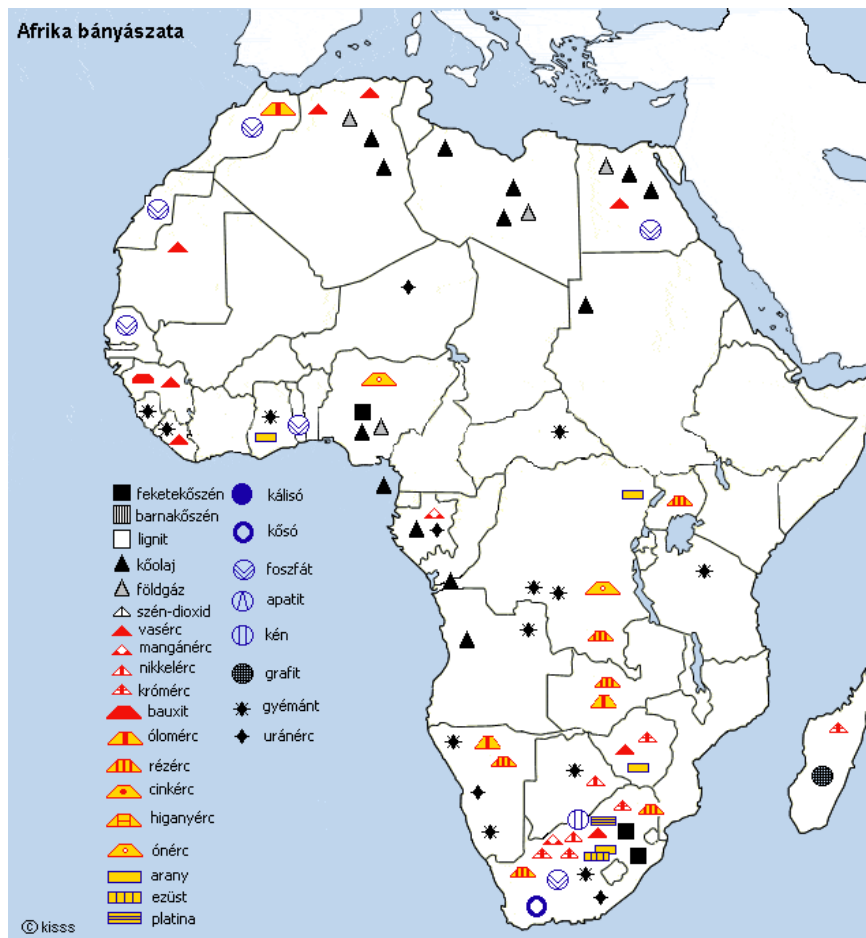 Afrika bányászata
feketekőszén
barnakőszén
lignit
kőolaj
földgáz
szén-dioxid
vasérc
mangánérc
nikkelérc
krómérc
bauxit
ólomérc
rézérc
cinkérc
higanyérc
ónérc
arany
ezüst
platina
kálisó
kősó
foszfát
apatit
kén
grafit
gyémánt
uránérc
© kisss